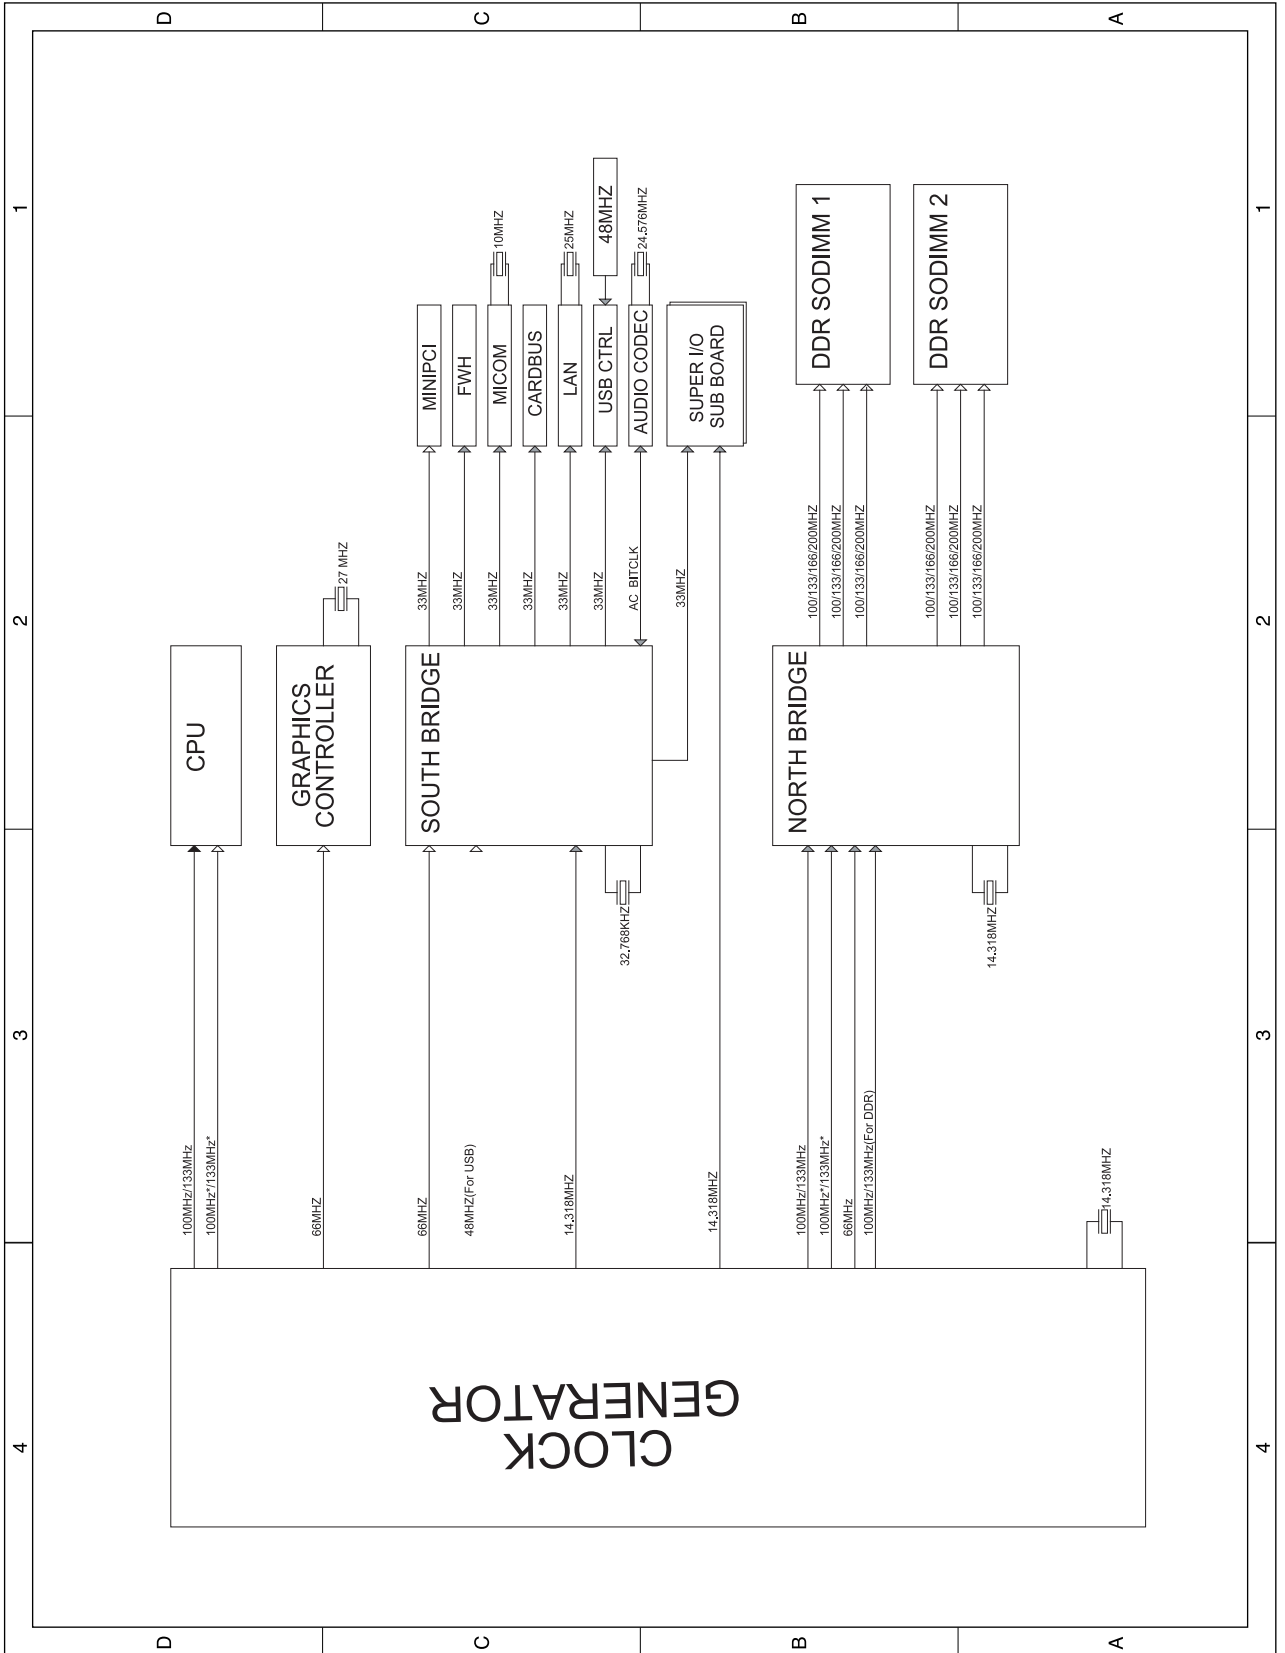 D
C
B
A
1
1
2
2
3
3
4
4
CPU
100MHz/133MHz
100MHz*/133MHz*
GRAPHICS
CONTROLLER
27 MHZ
66MHZ
SOUTH BRIDGE
66MHZ
48MHZ(For USB)
14.318MHZ
32.768KHZ
33MHZ
MINIPCI
33MHZ
FWH
33MHZ
MICOM
10MHZ
33MHZ
CARDBUS
33MHZ
LAN
25MHZ
33MHZ
USB CTRL
48MHZ
AC BITCLK
AUDIO CODEC
24.576MHZ
33MHZ
SUPER I/O
SUB BOARD
14.318MHZ
NORTH BRIDGE
100MHz/133MHz
100MHz*/133MHz*
66MHz
100MHz/133MHz(For DDR)
14.318MHZ
100/133/166/200MHZ
100/133/166/200MHZ
100/133/166/200MHZ
DDR SODIMM 1
100/133/166/200MHZ
100/133/166/200MHZ
100/133/166/200MHZ
DDR SODIMM 2
14.318MHZ
CLOCK
GENERATOR
D
C
B
A